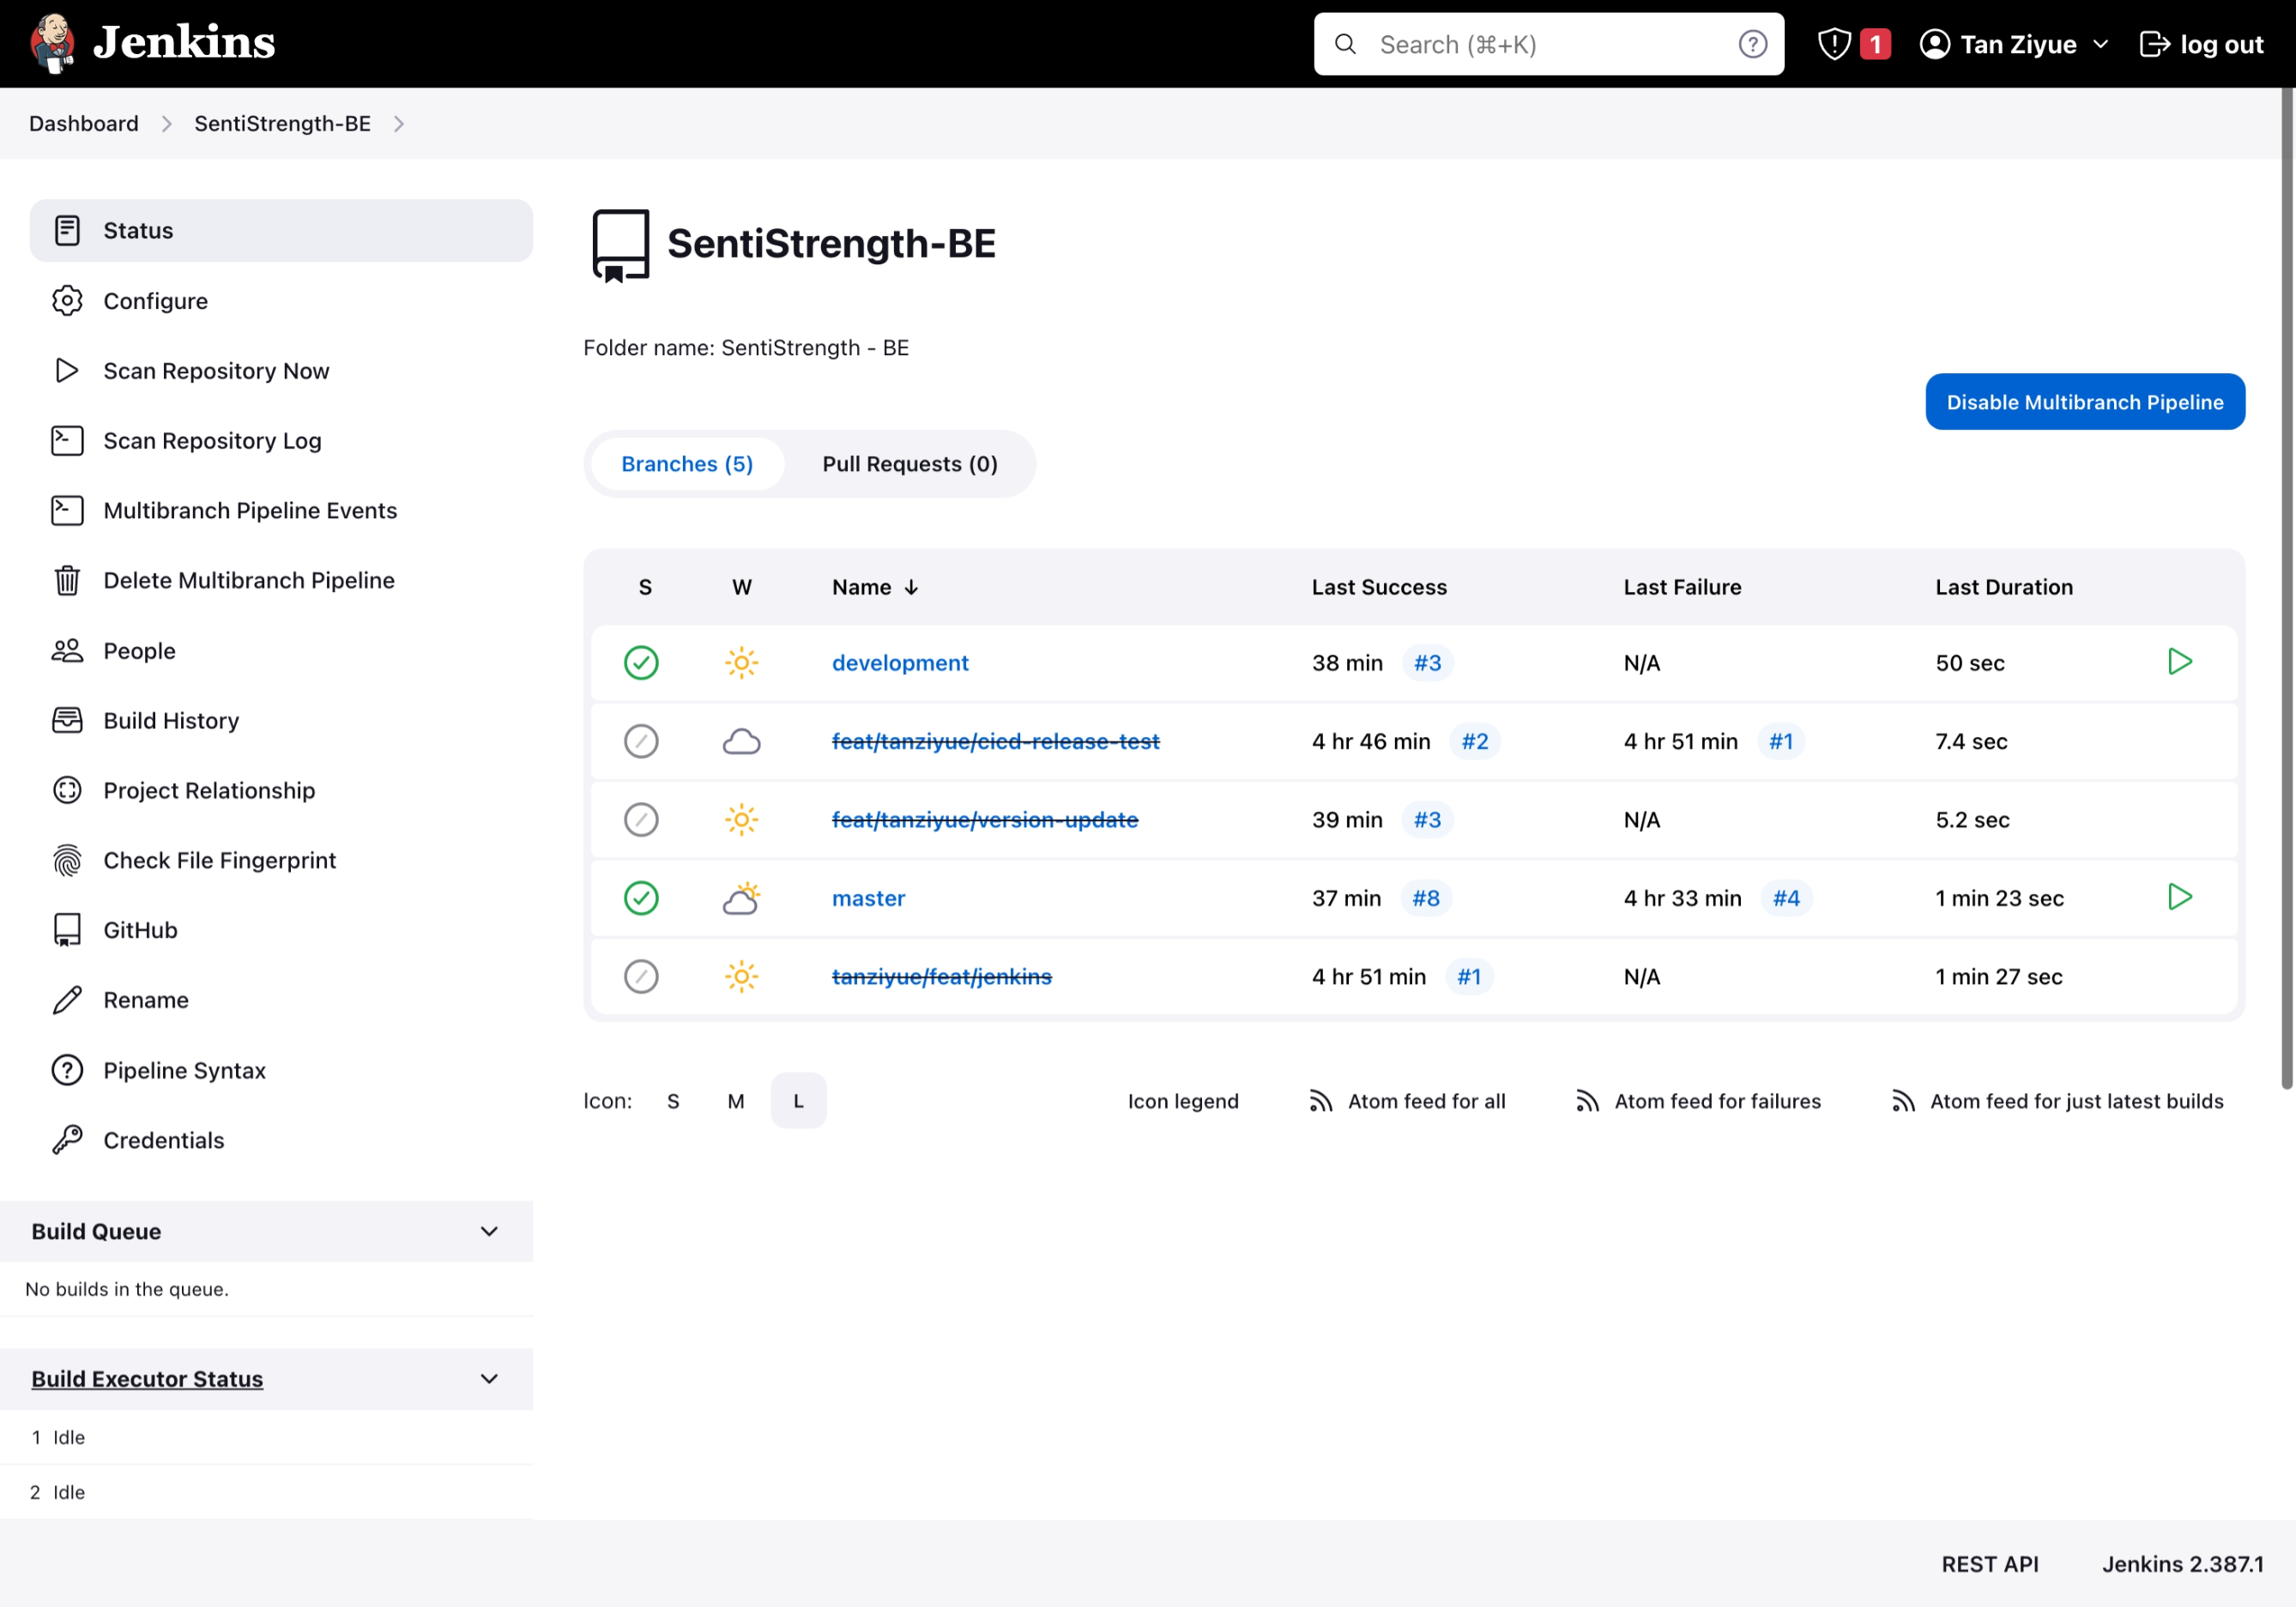 Jenkins
Search (⌘+K)
1
Tan Ziyue
log out
Dashboard
SentiStrength-BE
Status
Configure
Scan Repository Now
Scan Repository Log
Multibranch Pipeline Events
Delete Multibranch Pipeline
People
Build History
Project Relationship
Check File Fingerprint
GitHub
Rename
Pipeline Syntax
Credentials
Build Queue
No builds in the queue.
Build Executor Status
1 Idle
2 Idle
SentiStrength-BE
Folder name: SentiStrength - BE
Disable Multibranch Pipeline
Branches (5) Pull Requests (0)
S W Name ↓ Last Success Last Failure Last Duration
development 38 min #3 N/A 50 sec
feat/tanziyue/cicd-release-test 4 hr 46 min #2 4 hr 51 min #1 7.4 sec
feat/tanziyue/version-update 39 min #3 N/A 5.2 sec
master 37 min #8 4 hr 33 min #4 1 min 23 sec
tanziyue/feat/jenkins 4 hr 51 min #1 N/A 1 min 27 sec
Icon: S M L Icon legend Atom feed for all Atom feed for failures Atom feed for just latest builds
REST API Jenkins 2.387.1